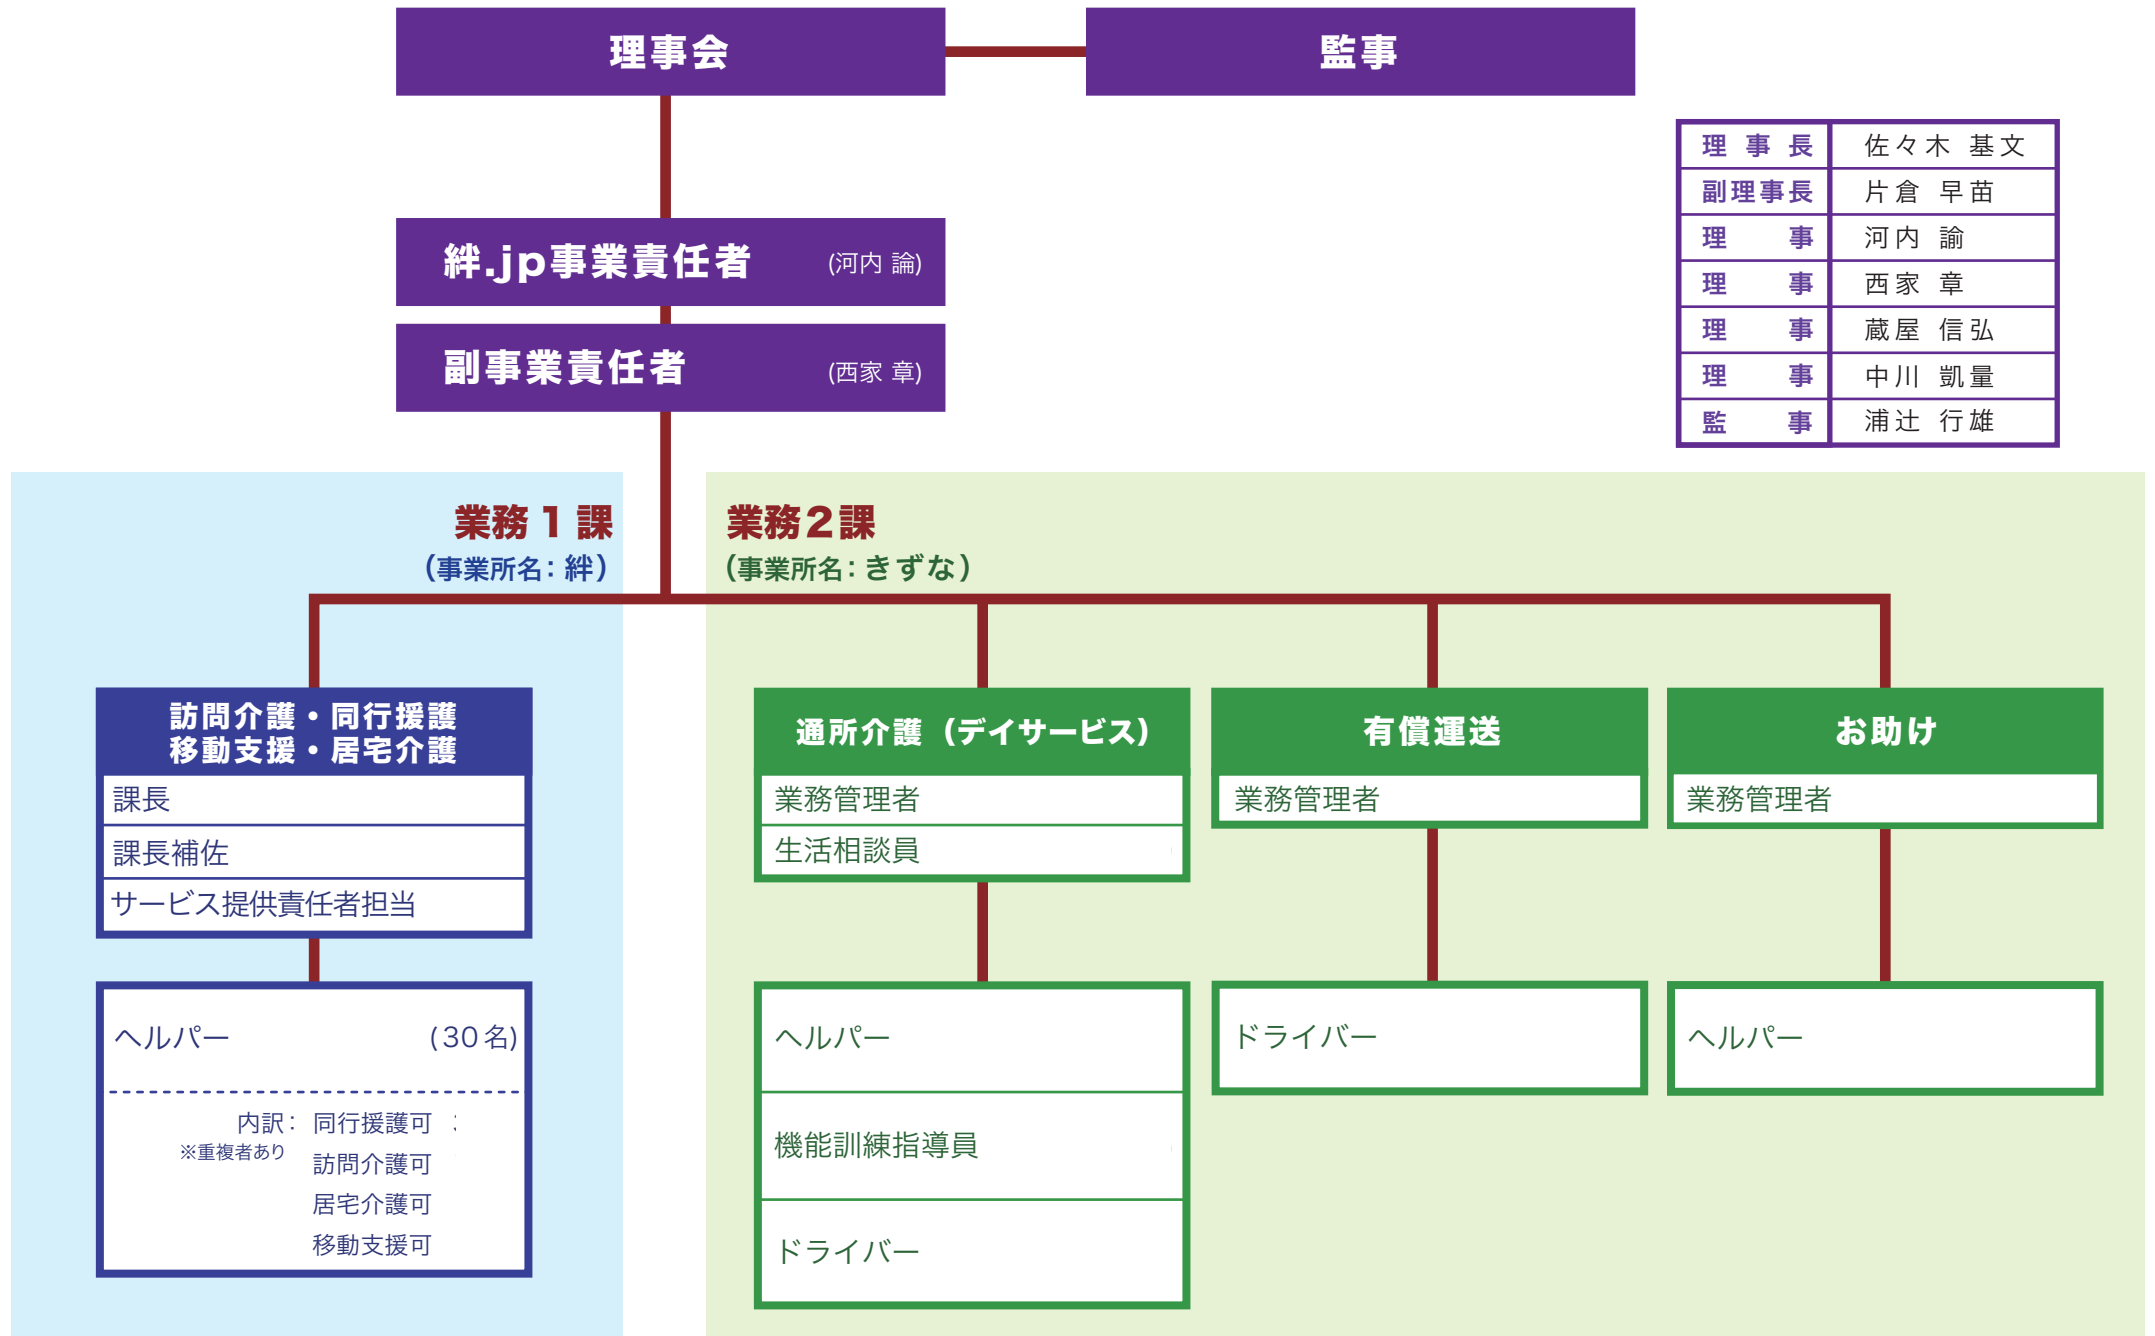 理事会
監事
理事長 佐々木 基文
副理事長 片倉 早苗
理事 河内 諭
理事 西家 章
理事 蔵屋 信弘
理事 中川 凱量
監事 浦辻 行雄
絆.jp事業責任者 (河内 論)
副事業責任者 (西家 章)
業務1課
(事業所名:絆)
業務2課
(事業所名:きずな)
訪問介護・同行援護
移動支援・居宅介護
課長
課長補佐
サービス提供責任者担当
ヘルパー (30名)
内訳: 同行援護可
※重複者あり
訪問介護可
居宅介護可
移動支援可
通所介護(デイサービス)
業務管理者
生活相談員
ヘルパー
機能訓練指導員
ドライバー
有償運送
業務管理者
ドライバー
お助け
業務管理者
ヘルパー